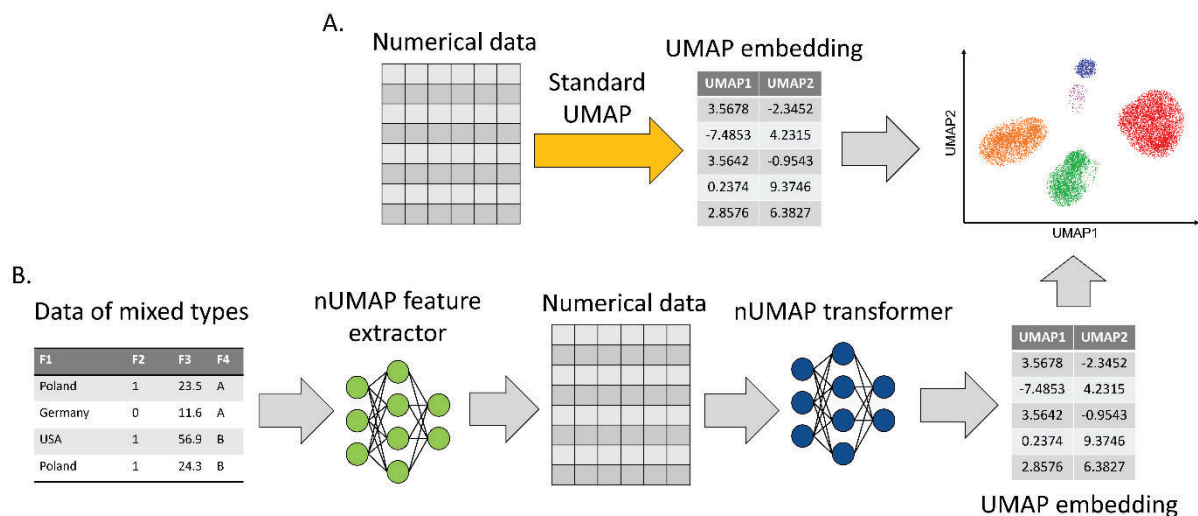 A.
Numerical data
Standard
UMAP
UMAP embedding
UMAP1 UMAP2
3.5678 -2.3452
-7.4853 4.2315
3.5642 -0.9543
0.2374 9.3746
2.8576 6.3827
UMAP2
UMAP1
B.
Data of mixed types
F1 F2 F3 F4
Poland 1 23.5 A
Germany 0 11.6 A
USA 1 56.9 B
Poland 1 24.3 B
nUMAP feature
extractor
Numerical data
nUMAP transformer
UMAP1 UMAP2
3.5678 -2.3452
-7.4853 4.2315
3.5642 -0.9543
0.2374 9.3746
2.8576 6.3827
UMAP embedding